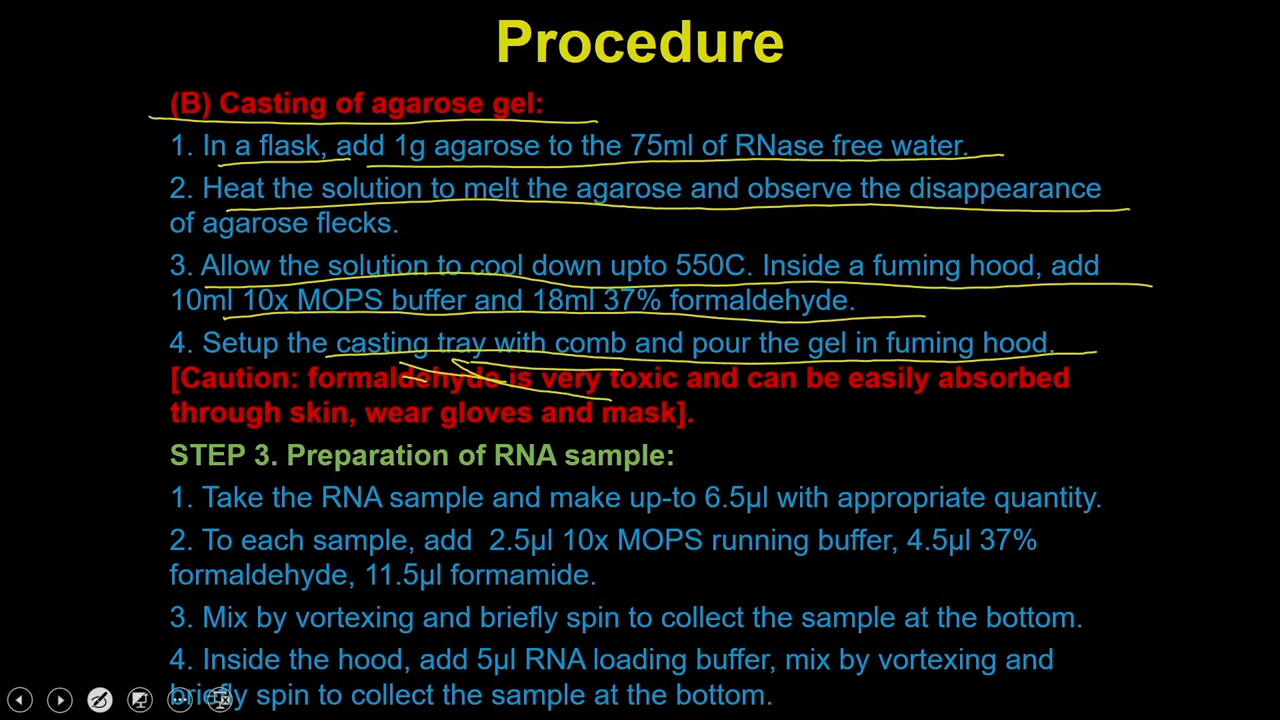 Procedure
(B) Casting of agarose gel:
1. In a flask, add 1g agarose to the 75ml of RNase free water.
2. Heat the solution to melt the agarose and observe the disappearance
of agarose flecks.
3. Allow the solution to cool down upto 550C. Inside a fuming hood, add
10ml 10x MOPS buffer and 18ml 37% formaldehyde.
4. Setup the casting tray with comb and pour the gel in fuming hood.
[Caution: formaldehyde is very toxic and can be easily absorbed
through skin, wear gloves and mask].
STEP 3. Preparation of RNA sample:
1. Take the RNA sample and make up-to 6.5µl with appropriate quantity.
2. To each sample, add 2.5µl 10x MOPS running buffer, 4.5µl 37%
formaldehyde, 11.5µl formamide.
3. Mix by vortexing and briefly spin to collect the sample at the bottom.
4. Inside the hood, add 5µl RNA loading buffer, mix by vortexing and
briefly spin to collect the sample at the bottom.